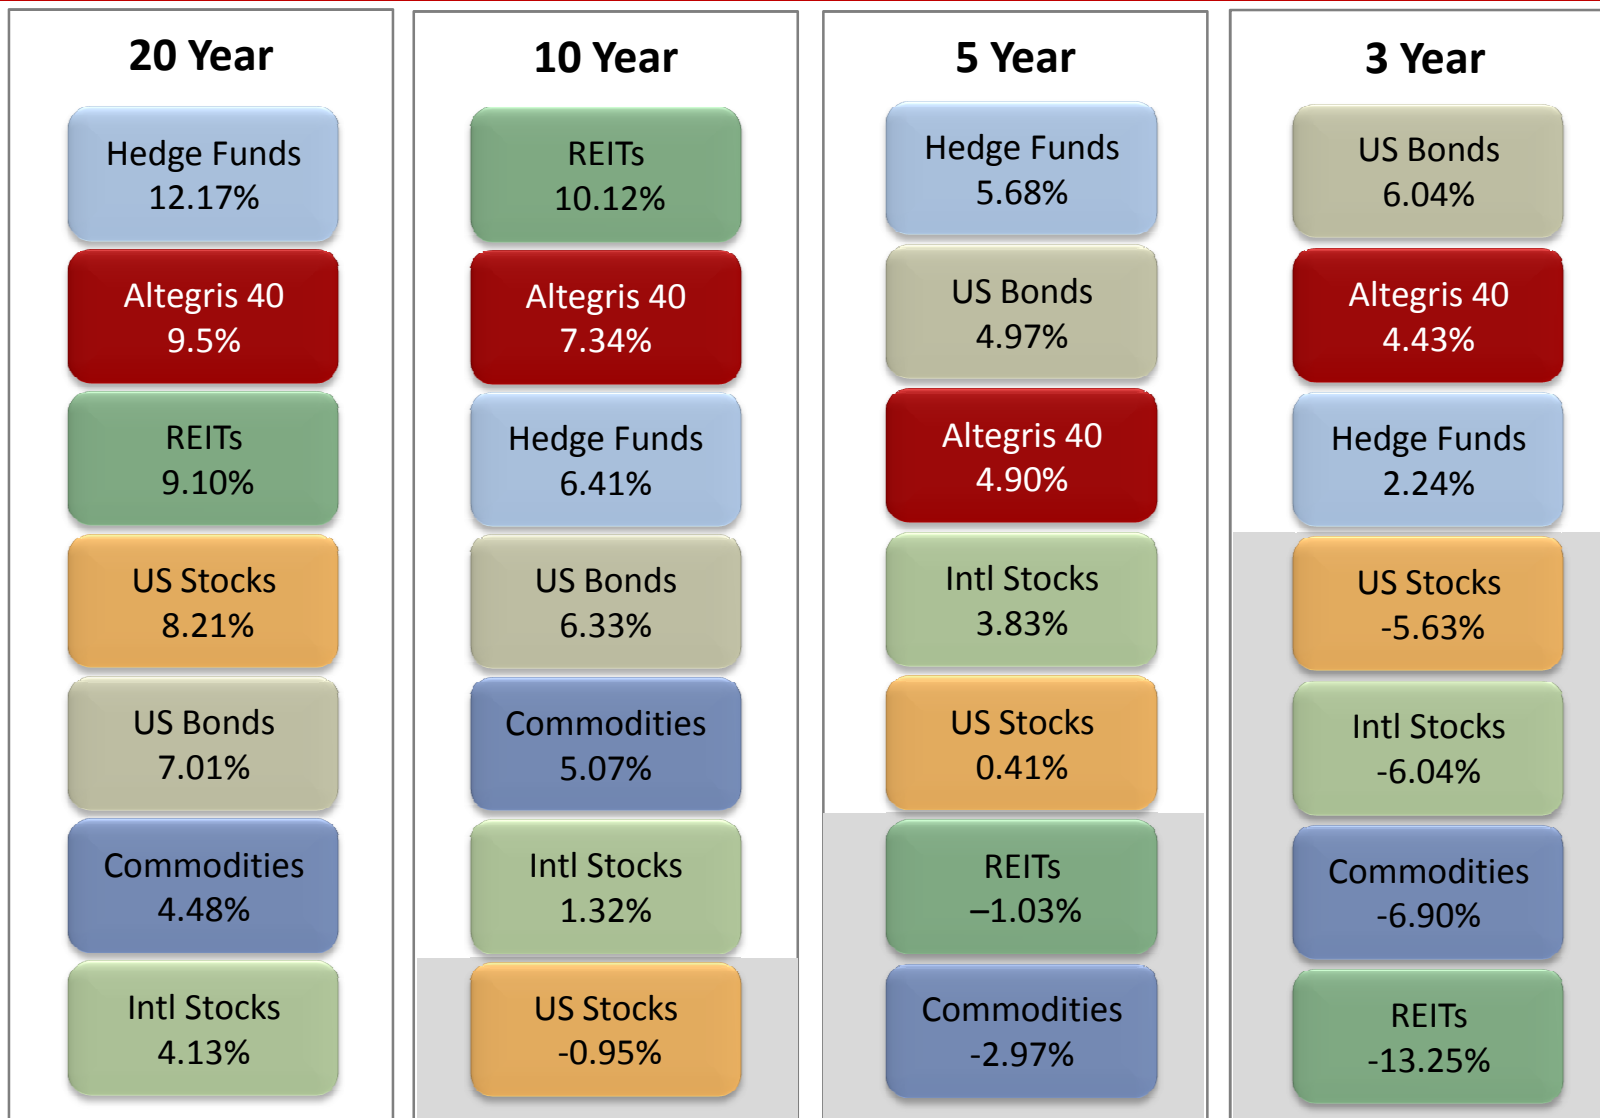 20 Year
Hedge Funds
12.17%
Altegris 40
9.5%
REITs
9.10%
US Stocks
8.21%
US Bonds
7.01%
Commodities
4.48%
Intl Stocks
4.13%
10 Year
REITs
10.12%
Altegris 40
7.34%
Hedge Funds
6.41%
US Bonds
6.33%
Commodities
5.07%
Intl Stocks
1.32%
US Stocks
-0.95%
5 Year
Hedge Funds
5.68%
US Bonds
4.97%
Altegris 40
4.90%
Intl Stocks
3.83%
US Stocks
0.41%
REITs
–1.03%
Commodities
-2.97%
3 Year
US Bonds
6.04%
Altegris 40
4.43%
Hedge Funds
2.24%
US Stocks
-5.63%
Intl Stocks
-6.04%
Commodities
-6.90%
REITs
-13.25%